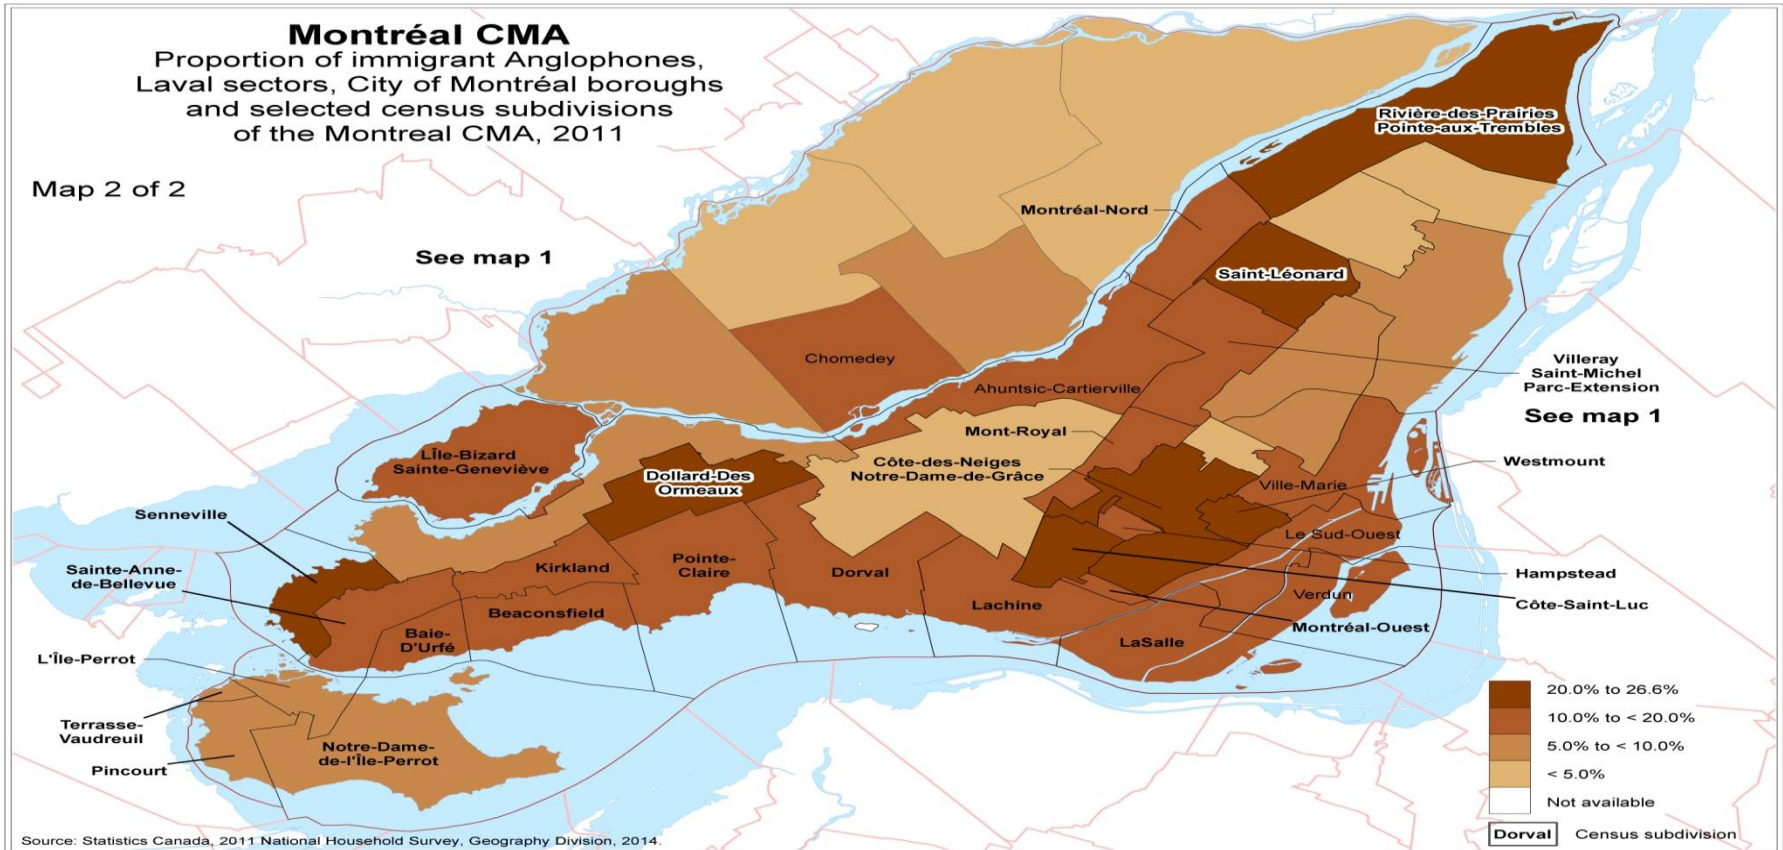 Montréal CMA
Proportion of immigrant Anglophones,
Laval sectors, City of Montréal boroughs
and selected census subdivisions
of the Montreal CMA, 2011
Map 2 of 2
See map 1
Rivière-des-Prairies
Pointe-aux-Trembles
Montréal-Nord
Saint-Léonard
Chomedey
Villeray
Saint-Michel
Parc-Extension
See map 1
Ahuntsic-Cartierville
Mont-Royal
L'Île-Bizard
Sainte-Geneviève
Dollard-Des
Ormeaux
Côte-des-Neiges
Notre-Dame-de-Grâce
Westmount
Ville-Marie
Senneville
Le Sud-Ouest
Sainte-Anne-
de-Bellevue
Kirkland
Pointe-
Claire
Dorval
Hampstead
Beaconsfield
Lachine
Verdun
Côte-Saint-Luc
Baie-
D'Urfé
LaSalle
Montréal-Ouest
L'Île-Perrot
Terrasse-
Vaudreuil
Pincourt
Notre-Dame-
de-l'Île-Perrot
20.0% to 26.6%
10.0% to < 20.0%
5.0% to < 10.0%
< 5.0%
Not available
Dorval Census subdivision
Source: Statistics Canada, 2011 National Household Survey, Geography Division, 2014.